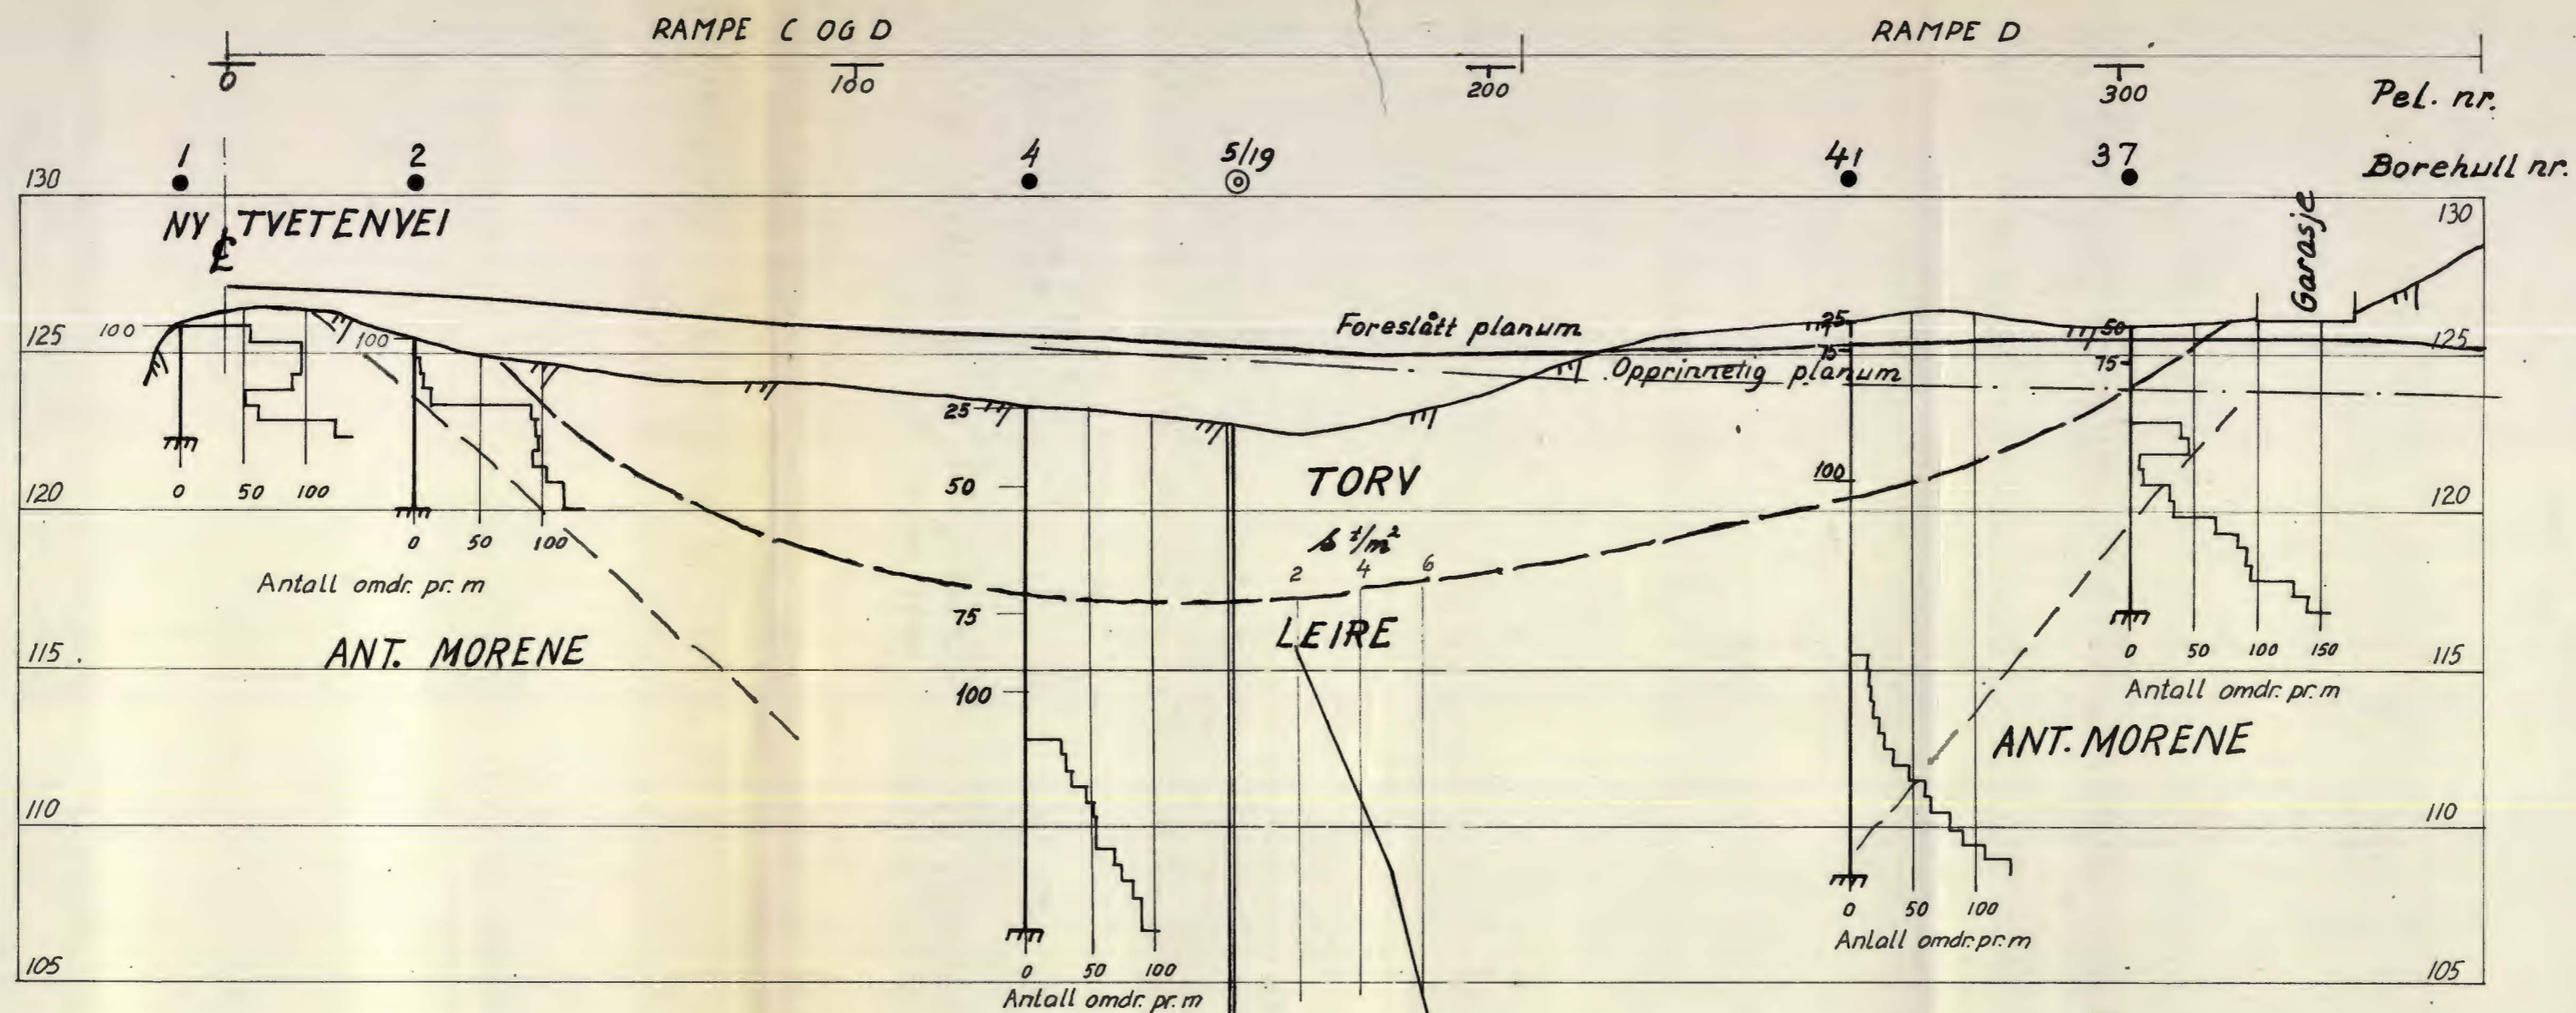 RAMPE C OG D
RAMPE D
0
100
200
300
Pel. nr.
1
2
4
5/19
41
37
Borehull nr.
130
130
NY TVETENVEI
℄
Garasje
Foreslått planum
Opprinnelig planum
125
100
100
25
15
50
75
125
25
50
TORV
100
120
0 50 100
120
s t/m²
2 4 6
0 50 100
Antall omdr. pr. m
75
LEIRE
ANT. MORENE
115
0 50 100 150
115
Antall omdr. pr. m
100
ANT. MORENE
110
110
0 50 100
Antall omdr. pr. m
105
0 50 100
105
Antall omdr. pr. m